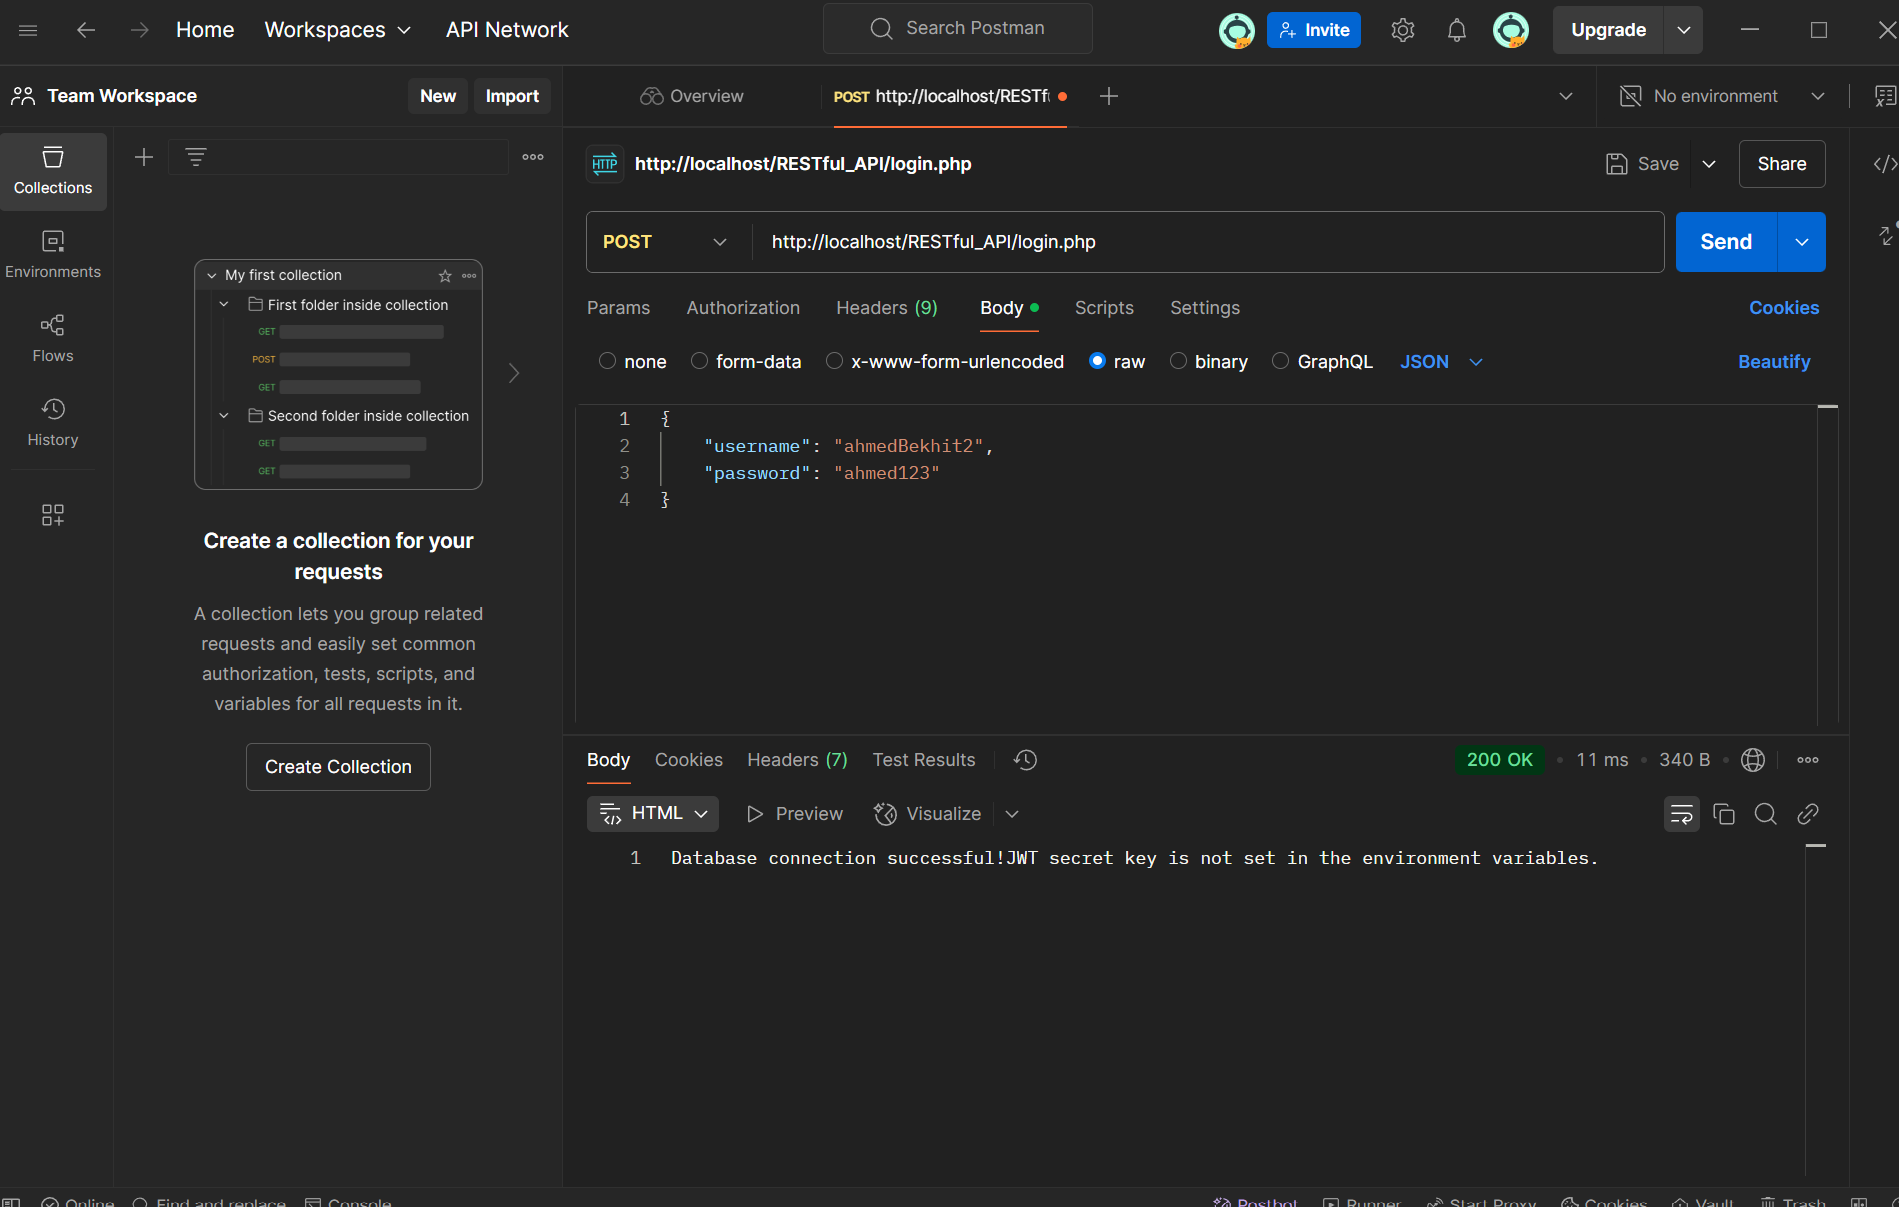 Home Workspaces API Network Search Postman Invite Upgrade
Team Workspace New Import Overview POST http://localhost/RESTf No environment
Collections
Environments
Flows
History
My first collection
First folder inside collection
GET
POST
GET
Second folder inside collection
GET
GET
Create a collection for your
requests
A collection lets you group related
requests and easily set common
authorization, tests, scripts, and
variables for all requests in it.
Create Collection
HTTP http://localhost/RESTful_API/login.php Save Share
POST http://localhost/RESTful_API/login.php Send
Params Authorization Headers (9) Body Scripts Settings Cookies
none form-data x-www-form-urlencoded raw binary GraphQL JSON Beautify
1 {
2 "username": "ahmedBekhit2",
3 "password": "ahmed123"
4 }
Body Cookies Headers (7) Test Results 200 OK • 11 ms • 340 B •
HTML Preview Visualize
1 Database connection successful!JWT secret key is not set in the environment variables.
Online Find and replace Console Postbot Runner Start Proxy Cookies Vault Trash